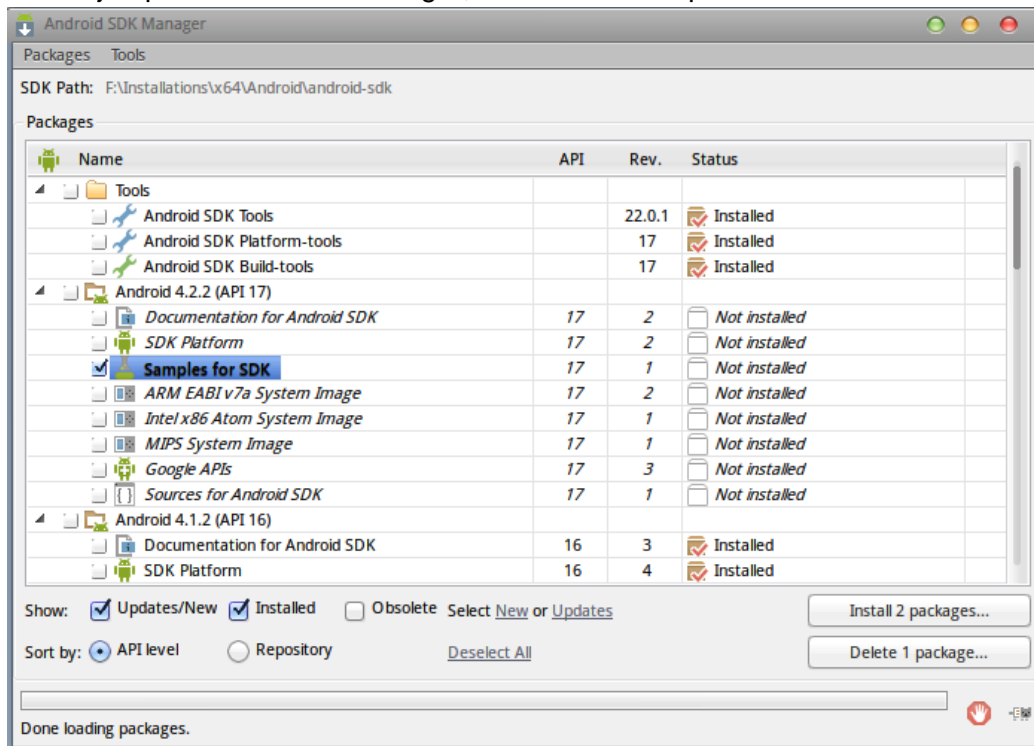 Android SDK Manager
Packages Tools
SDK Path: F:\Installations\x64\Android\android-sdk
Packages
Name API Rev. Status
Tools
Android SDK Tools 22.0.1 Installed
Android SDK Platform-tools 17 Installed
Android SDK Build-tools 17 Installed
Android 4.2.2 (API 17)
Documentation for Android SDK 17 2 Not installed
SDK Platform 17 2 Not installed
Samples for SDK 17 1 Not installed
ARM EABI v7a System Image 17 2 Not installed
Intel x86 Atom System Image 17 1 Not installed
MIPS System Image 17 1 Not installed
Google APIs 17 3 Not installed
Sources for Android SDK 17 1 Not installed
Android 4.1.2 (API 16)
Documentation for Android SDK 16 3 Installed
SDK Platform 16 4 Installed
Show: Updates/New Installed Obsolete Select New or Updates Install 2 packages...
Sort by: API level Repository Deselect All Delete 1 package...
Done loading packages.